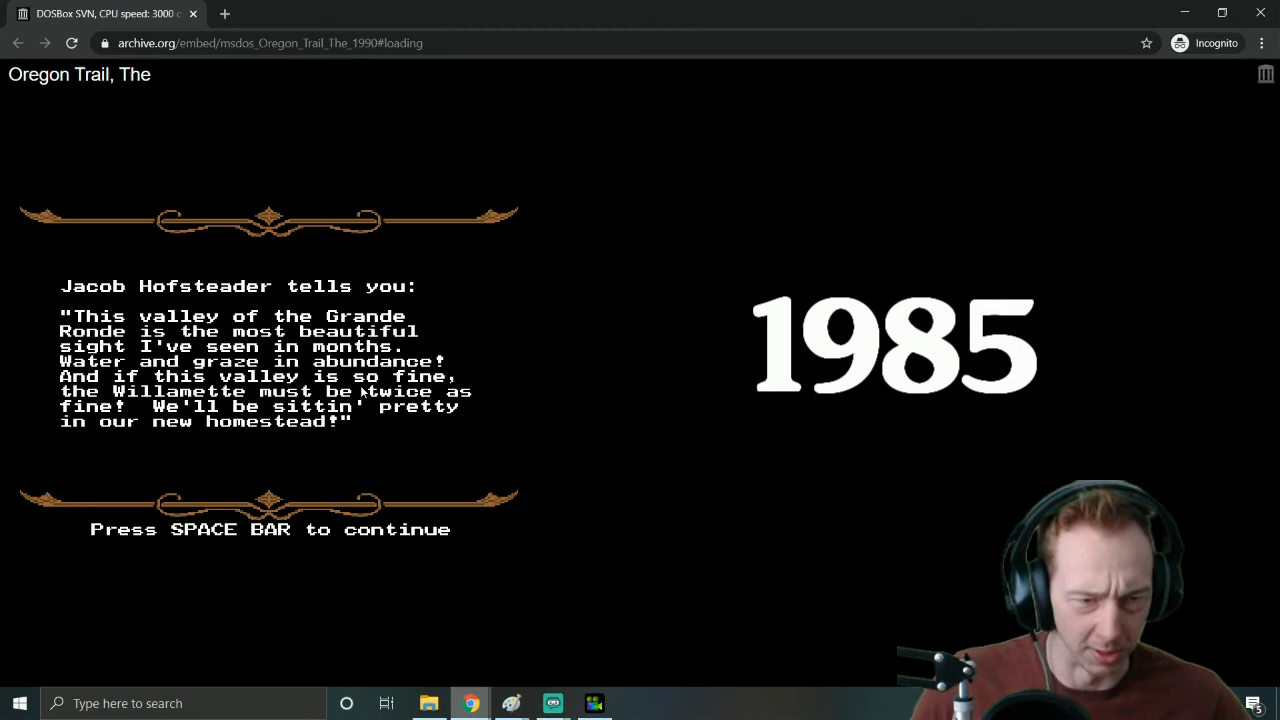 DOSBox SVN, CPU speed: 3000 c
archive.org/embed/msdos_Oregon_Trail_The_1990#loading
Incognito
Oregon Trail, The
Jacob Hofsteader tells you:
"This valley of the Grande
Ronde is the most beautiful
sight I've seen in months.
Water and graze in abundance!
And if this valley is so fine,
the Willamette must be twice as
fine!  We'll be sittin' pretty
in our new homestead!"
Press SPACE BAR to continue
1985
Type here to search
5